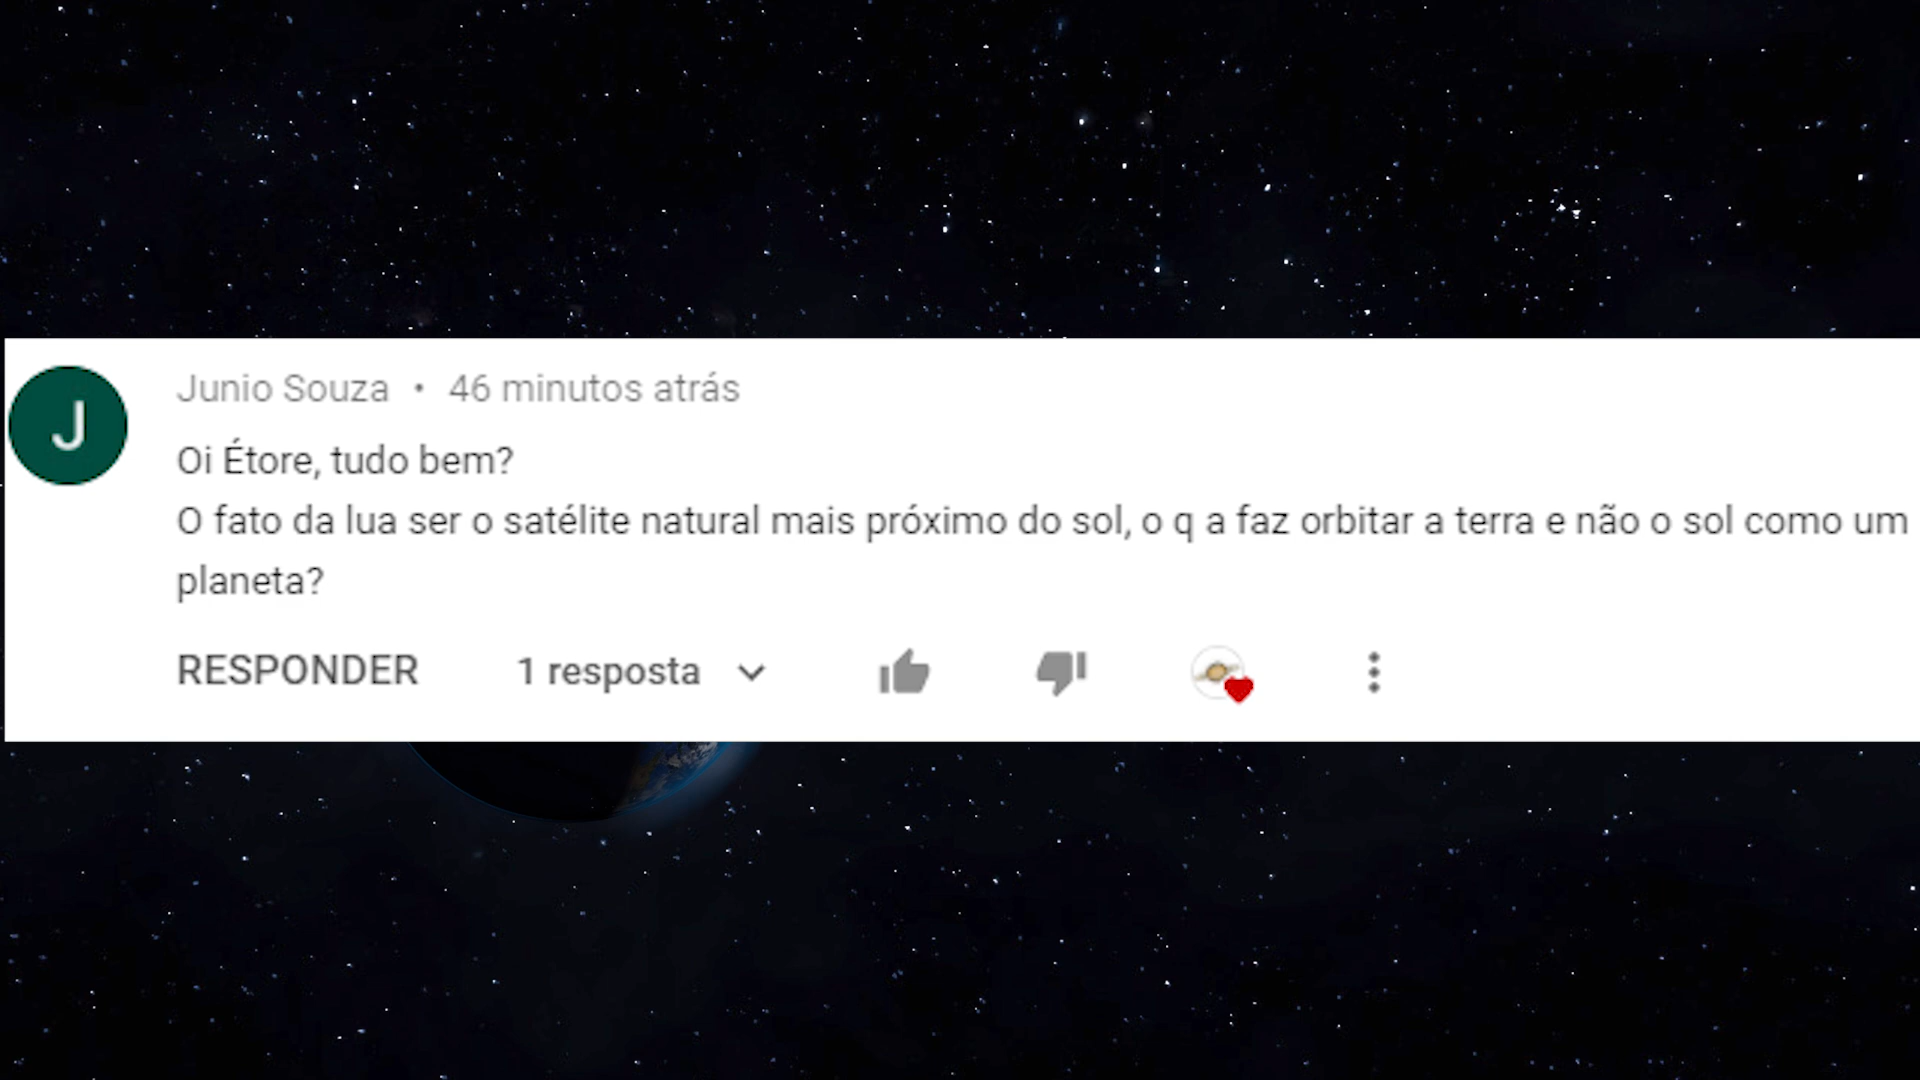 J
Junio Souza • 46 minutos atrás
Oi Étore, tudo bem?
O fato da lua ser o satélite natural mais próximo do sol, o q a faz orbitar a terra e não o sol como um
planeta?
RESPONDER 1 resposta